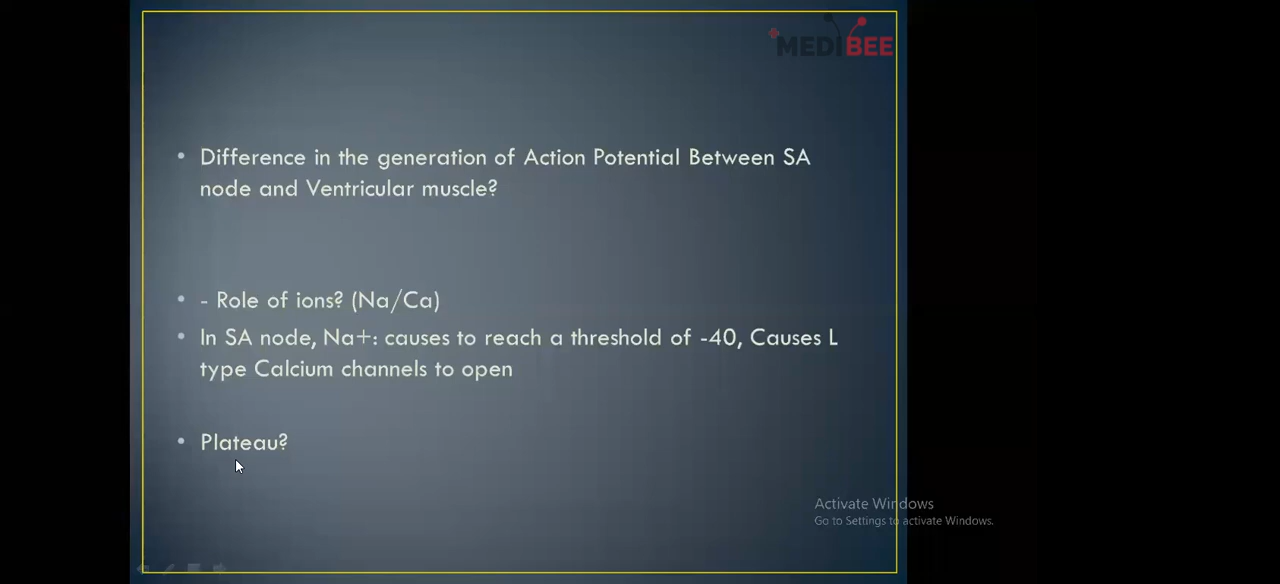 MEDIBEE
• Difference in the generation of Action Potential Between SA
node and Ventricular muscle?
• - Role of ions? (Na/Ca)
• In SA node, Na+: causes to reach a threshold of -40, Causes L
type Calcium channels to open
• Plateau?
Activate Windows
Go to Settings to activate Windows.